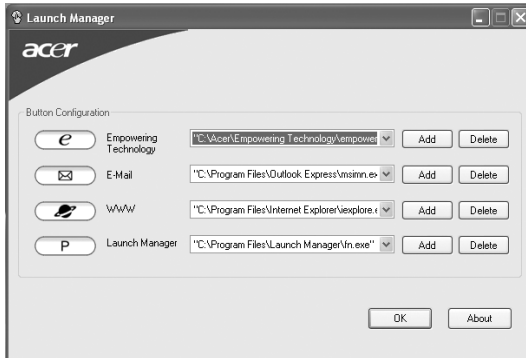 Launch Manager
acer
Button Configuration
e Empowering Technology "C:\Acer\Empowering Technology\empower Add Delete
E-Mail "C:\Program Files\Outlook Express\msimn.ex Add Delete
WWW "C:\Program Files\Internet Explorer\iexplore.e Add Delete
P Launch Manager "C:\Program Files\Launch Manager\fn.exe" Add Delete
OK About